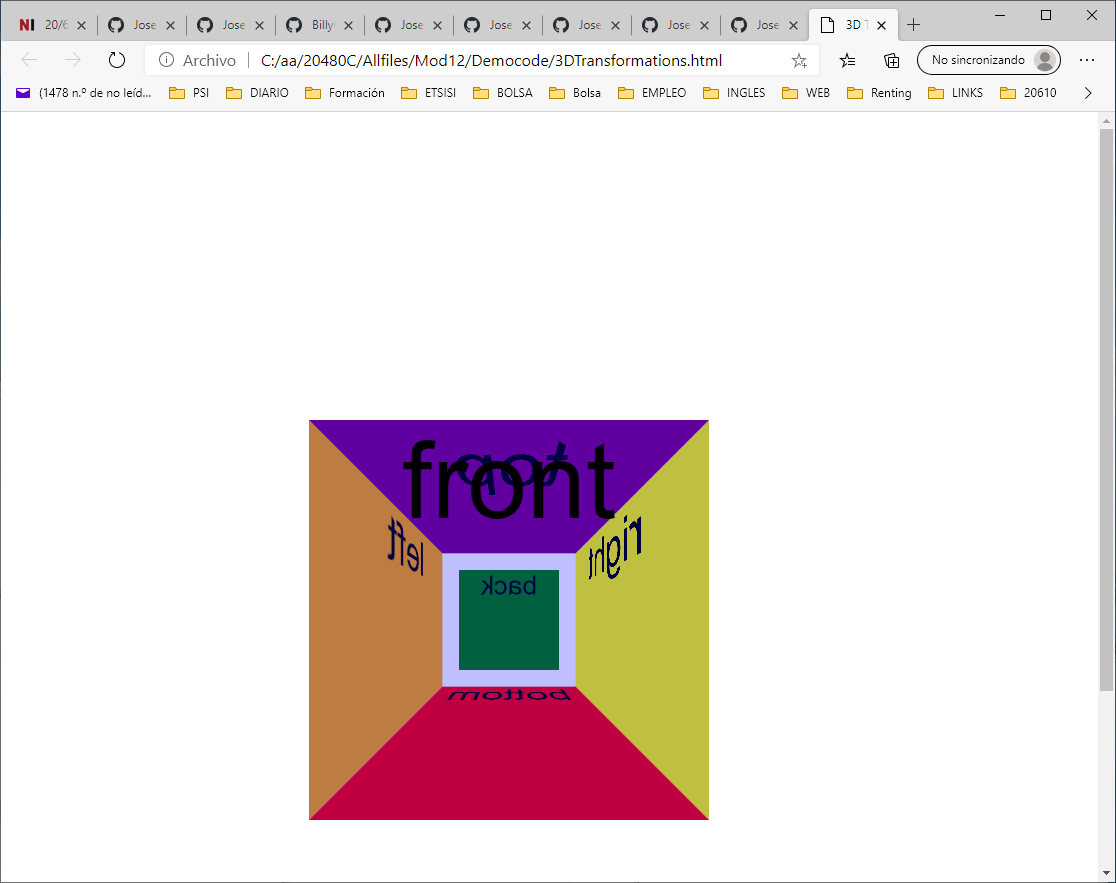 NI 20/6 Jose Jose Billy Jose Jose Jose Jose Jose 3D T
Archivo C:/aa/20480C/Allfiles/Mod12/Democode/3DTransformations.html No sincronizando
(1478 n.º de no leíd... PSI DIARIO Formación ETSISI BOLSA Bolsa EMPLEO INGLES WEB Renting LINKS 20610
top
front
left
right
back
bottom